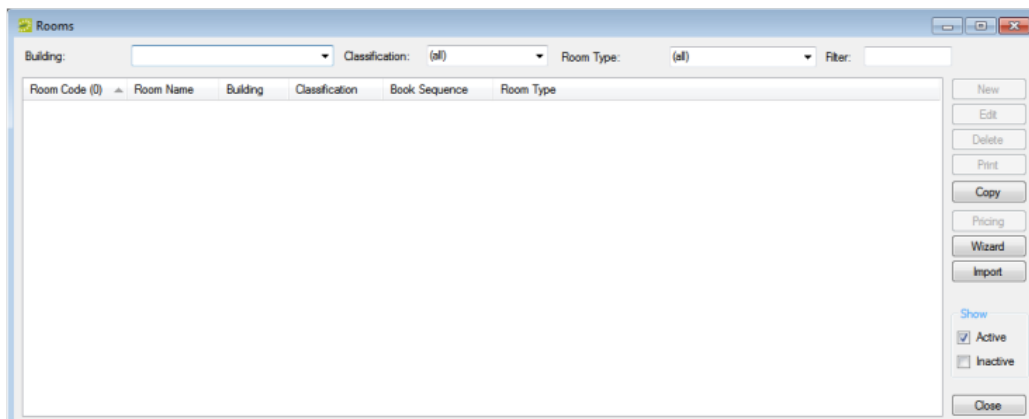 Rooms
Building: Classification: (all) Room Type: (all) Filter:
Room Code (0) Room Name Building Classification Book Sequence Room Type
New
Edit
Delete
Print
Copy
Pricing
Wizard
Import
Show
Active
Inactive
Close